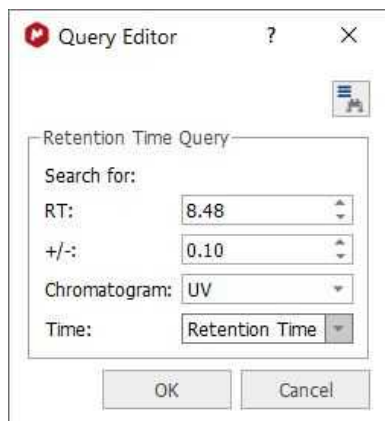 Query Editor ? ×
Retention Time Query
Search for:
RT: 8.48
+/-: 0.10
Chromatogram: UV
Time: Retention Time
OK Cancel